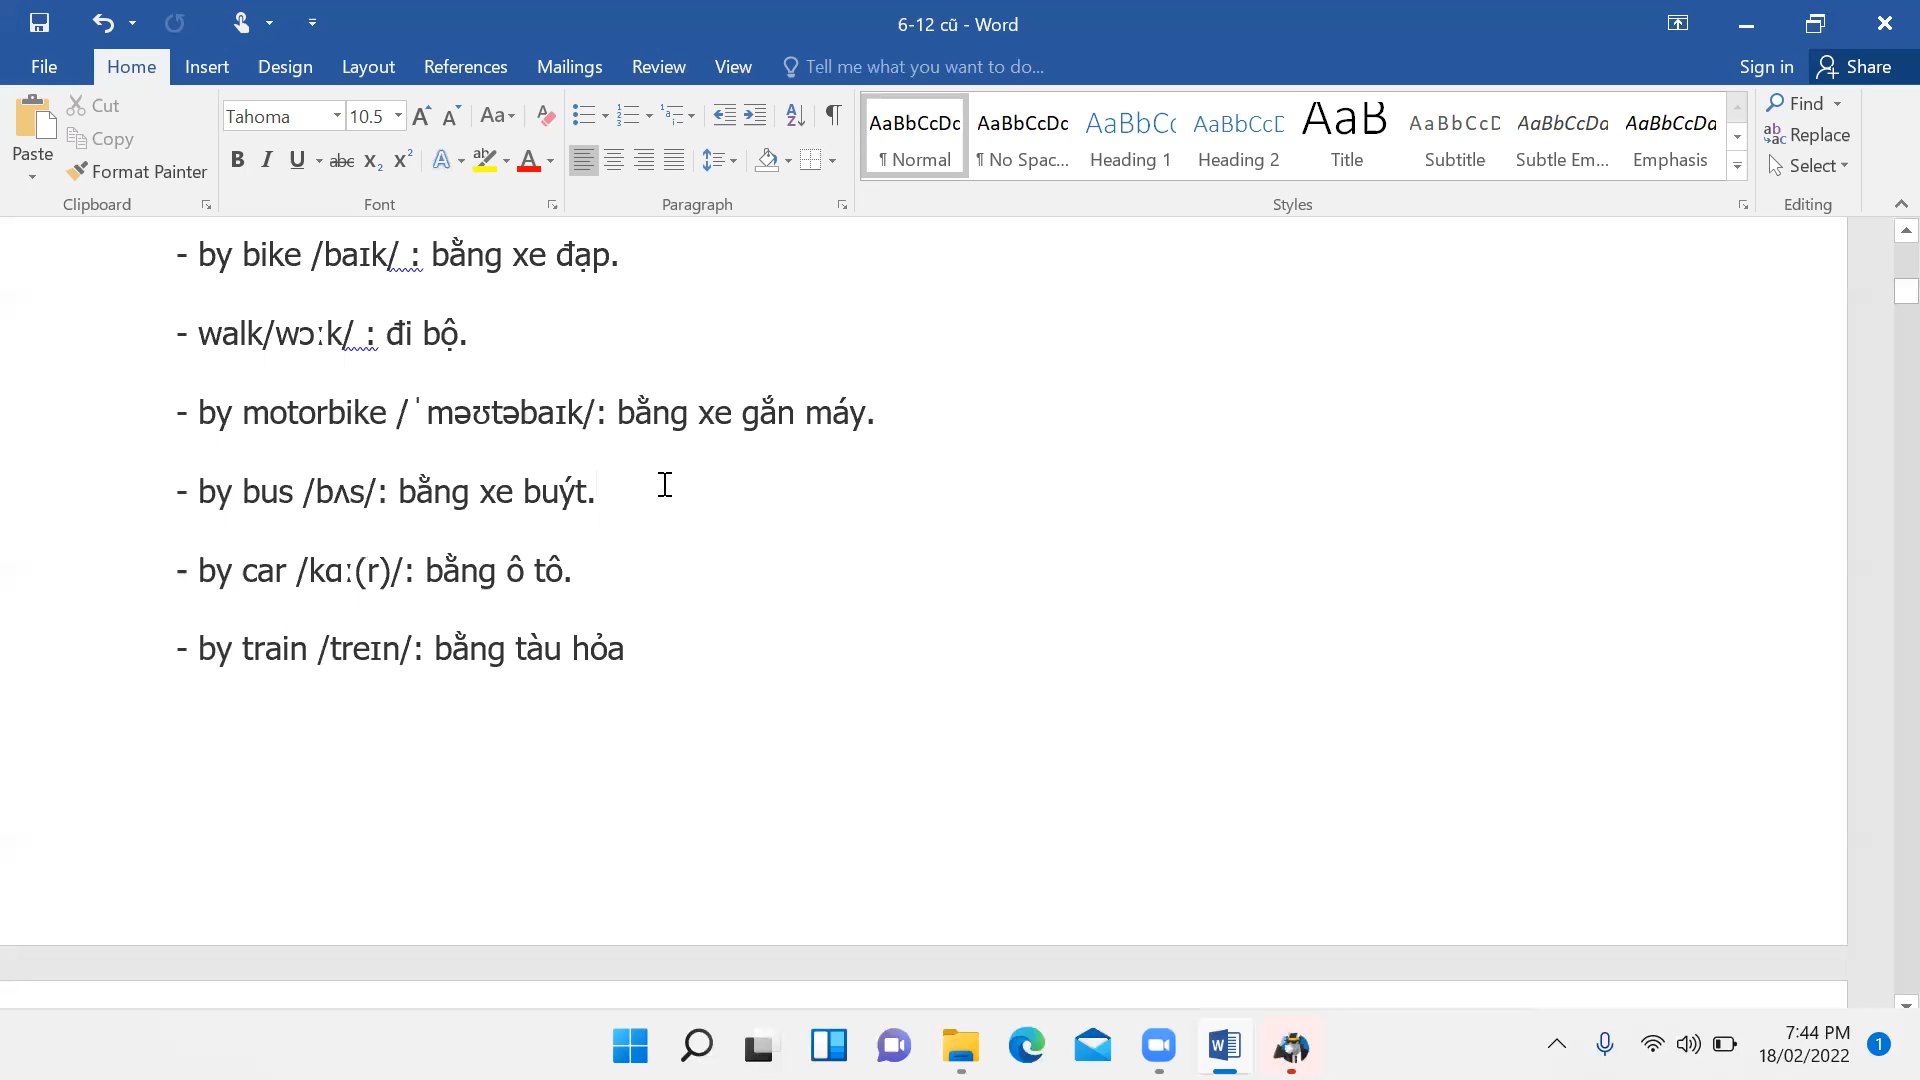 6-12 cũ - Word
File Home Insert Design Layout References Mailings Review View Tell me what you want to do... Sign in Share
Paste Cut Copy Format Painter
Tahoma 10.5
AaBbCcDc AaBbCcDc AaBbCc AaBbCcD AaB AaBbCcD AaBbCcDa AaBbCcDa
¶ Normal ¶ No Spac... Heading 1 Heading 2 Title Subtitle Subtle Em... Emphasis
Find Replace Select
Clipboard Font Paragraph Styles Editing
- by bike /baɪk/ : bằng xe đạp.
- walk/wɔːk/ : đi bộ.
- by motorbike /ˈməʊtəbaɪk/: bằng xe gắn máy.
- by bus /bʌs/: bằng xe buýt.
- by car /kɑː(r)/: bằng ô tô.
- by train /treɪn/: bằng tàu hỏa
7:44 PM
18/02/2022
1